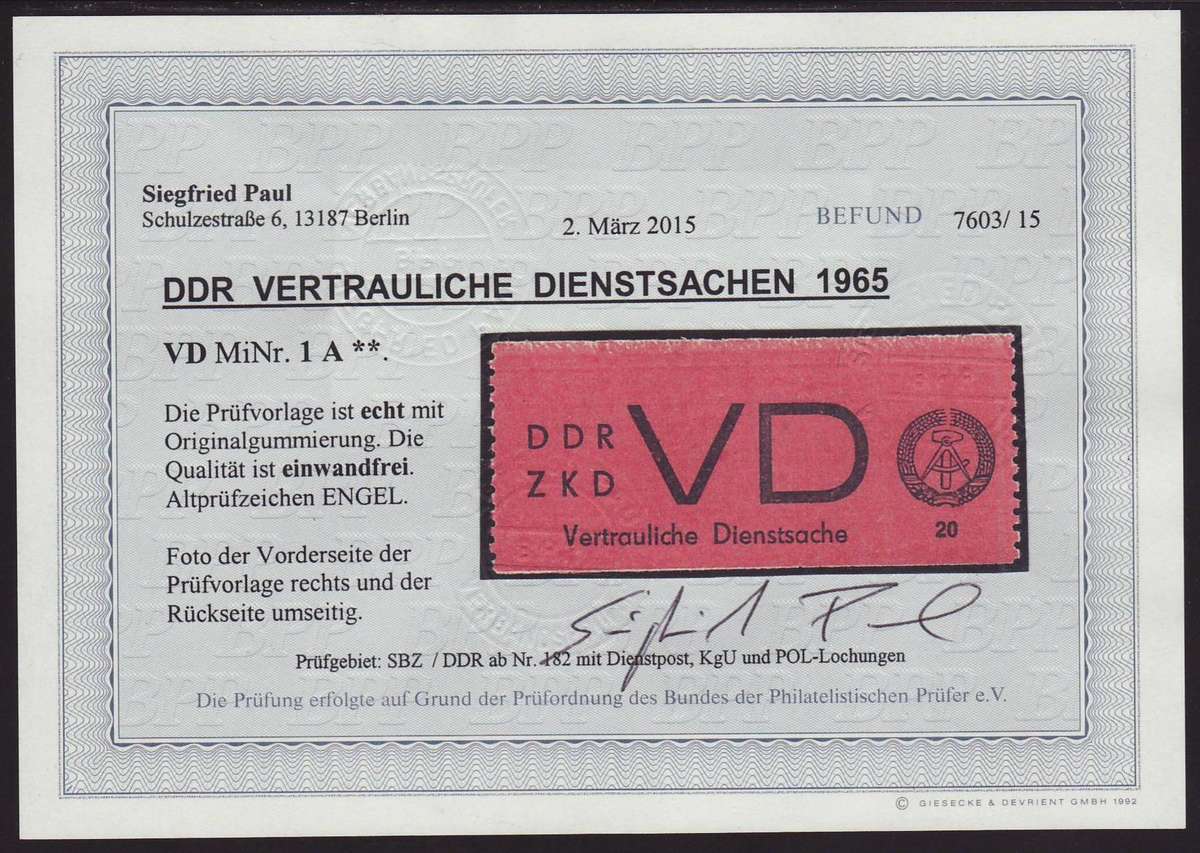 Siegfried Paul
Schulzestraße 6, 13187 Berlin
2. März 2015
BEFUND
7603/ 15
DDR VERTRAULICHE DIENSTSACHEN 1965
VD MiNr. 1 A **.
Die Prüfvorlage ist echt mit
Originalgummierung. Die
Qualität ist einwandfrei.
Altprüfzeichen ENGEL.
Foto der Vorderseite der
Prüfvorlage rechts und der
Rückseite umseitig.
DDR
ZKD
VD
Vertrauliche Dienstsache
20
Siegfried Paul
Prüfgebiet: SBZ / DDR ab Nr. 182 mit Dienstpost, KgU und POL-Lochungen
Die Prüfung erfolgte auf Grund der Prüfordnung des Bundes der Philatelistischen Prüfer e.V.
© GIESECKE & DEVRIENT GMBH 1992